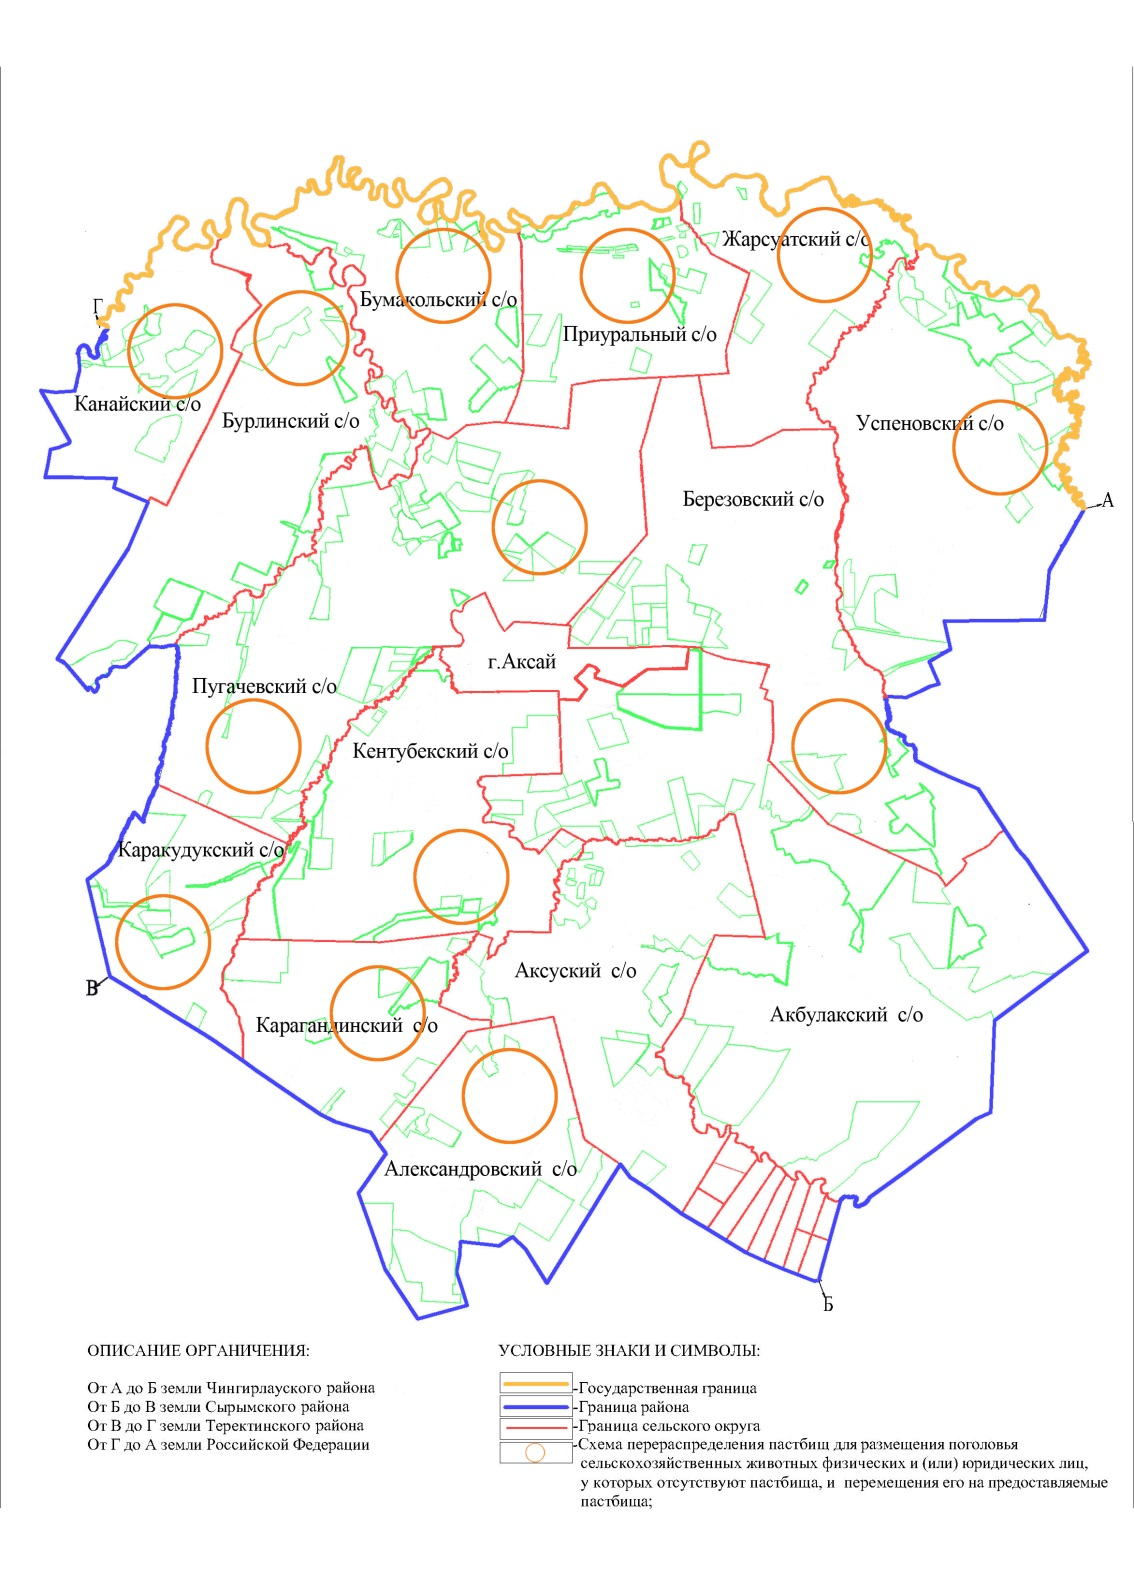 Жарсуатский с/о
Бумакольский с/о
Г
Приуральный с/о
Канайский с/о
Бурлинский с/о
Успеновский с/о
Березовский с/о
А
г.Аксай
Пугачевский с/о
Кентубекский с/о
Каракудукский с/о
Аксуский с/о
В
Акбулакский с/о
Карагандинский с/о
Александровский с/о
Б
ОПИСАНИЕ ОРГАНИЧЕНИЯ:
От А до Б земли Чингирлауского района
От Б до В земли Сырымского района
От В до Г земли Теректинского района
От Г до А земли Российской Федерации
УСЛОВНЫЕ ЗНАКИ И СИМВОЛЫ:
-Государственная граница
-Граница района
-Граница сельского округа
-Схема перераспределения пастбищ для размещения поголовья
сельскохозяйственных животных физических и (или) юридических лиц,
у которых отсутствуют пастбища, и перемещения его на предоставляемые
пастбища;